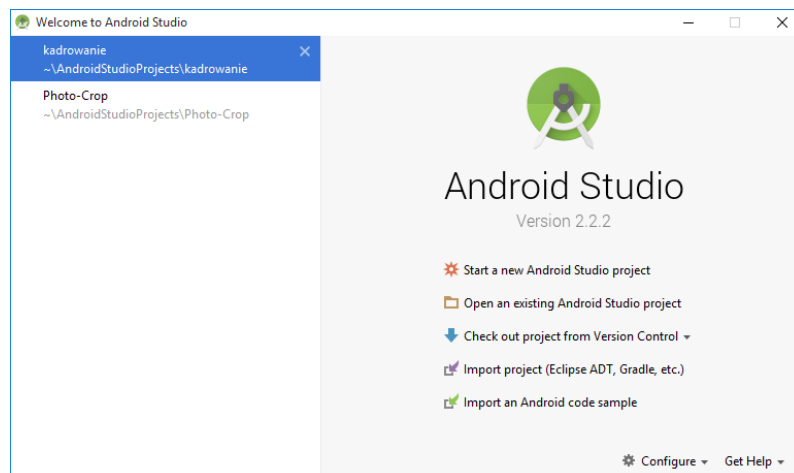 Welcome to Android Studio
kadrowanie
~\AndroidStudioProjects\kadrowanie
Photo-Crop
~\AndroidStudioProjects\Photo-Crop
Android Studio
Version 2.2.2
Start a new Android Studio project
Open an existing Android Studio project
Check out project from Version Control
Import project (Eclipse ADT, Gradle, etc.)
Import an Android code sample
Configure Get Help